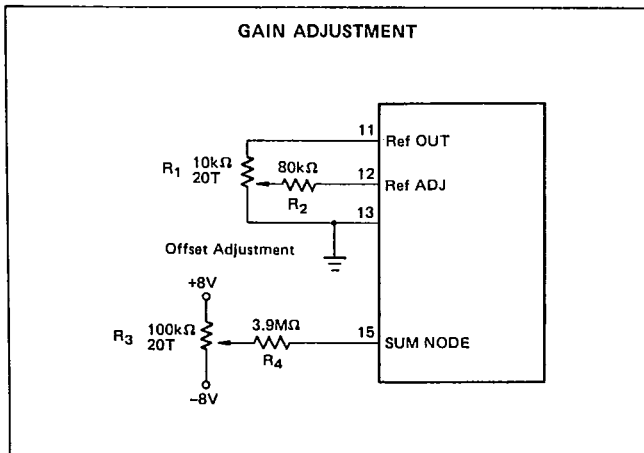 GAIN ADJUSTMENT
11
Ref OUT
R1 10kΩ
20T
80kΩ
R2
12
Ref ADJ
13
Offset Adjustment
+8V
R3 100kΩ
20T
3.9MΩ
R4
15
SUM NODE
–8V